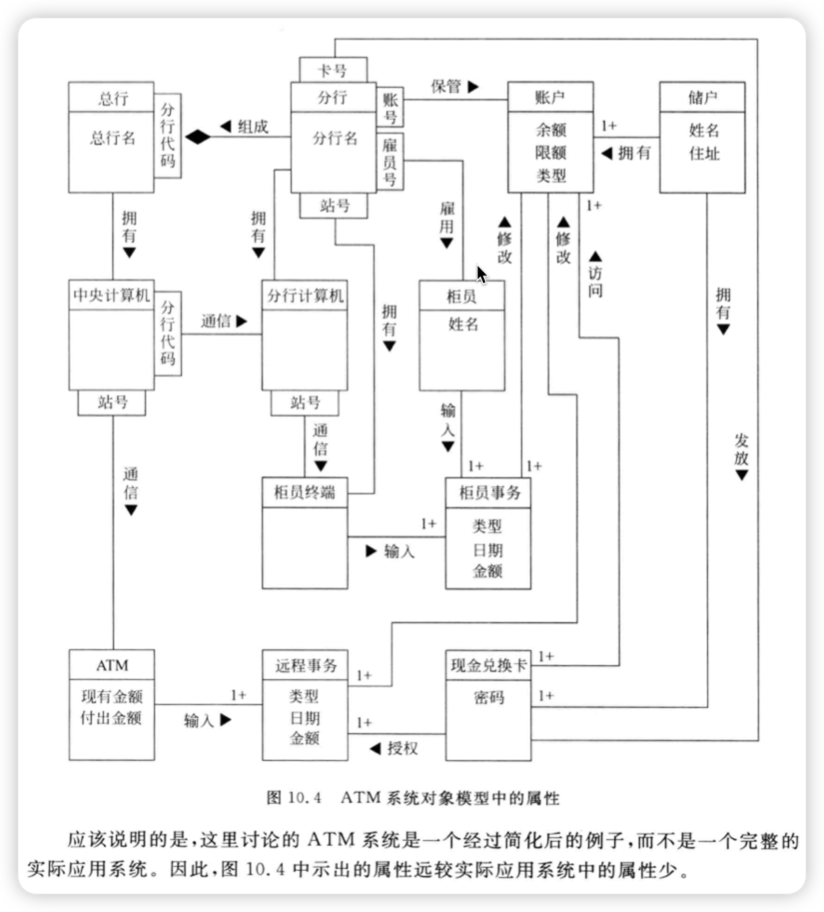 卡号
总行
分行代码
◀ 组成
分行
账号
保管 ▶
账户
储户
总行名
分行名
雇员号
余额
限额
类型
1+
◀ 拥有
姓名
住址
站号
拥有
▼
拥有
▼
雇用
▼
▲
修改
▲
修改
1+
▲
访问
中央计算机
分行代码
通信 ▶
分行计算机
拥有
▼
柜员
姓名
拥有
▼
站号
站号
通信
▼
通信
▼
输入
▼
1+
1+
发放
▼
柜员终端
柜员事务
1+
▶ 输入
类型
日期
金额
ATM
现有金额
付出金额
1+
输入 ▶
远程事务
类型
日期
金额
1+
1+
◀ 授权
现金兑换卡
密码
1+
1+
图 10.4 ATM 系统对象模型中的属性
应该说明的是,这里讨论的 ATM 系统是一个经过简化后的例子,而不是一个完整的
实际应用系统。因此,图 10.4 中示出的属性远较实际应用系统中的属性少。